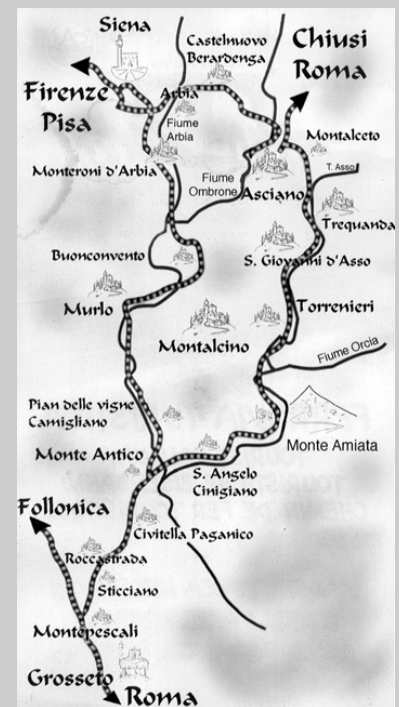 Siena
Castelnuovo
Berardenga
Chiusi
Roma
Firenze
Pisa
Arbia
Fiume
Arbia
Montalceto
Monteroni d'Arbia
Fiume
Ombrone
Asciano
T. Asso
Trequanda
Buonconvento
S. Giovanni d'Asso
Murlo
Torrenieri
Montalcino
Fiume Orcia
Pian delle vigne
Camigliano
Monte Antico
Monte Amiata
S. Angelo
Cinigiano
Follonica
Civitella Paganico
Roccastrada
Sticciano
Montepescali
Grosseto
Roma